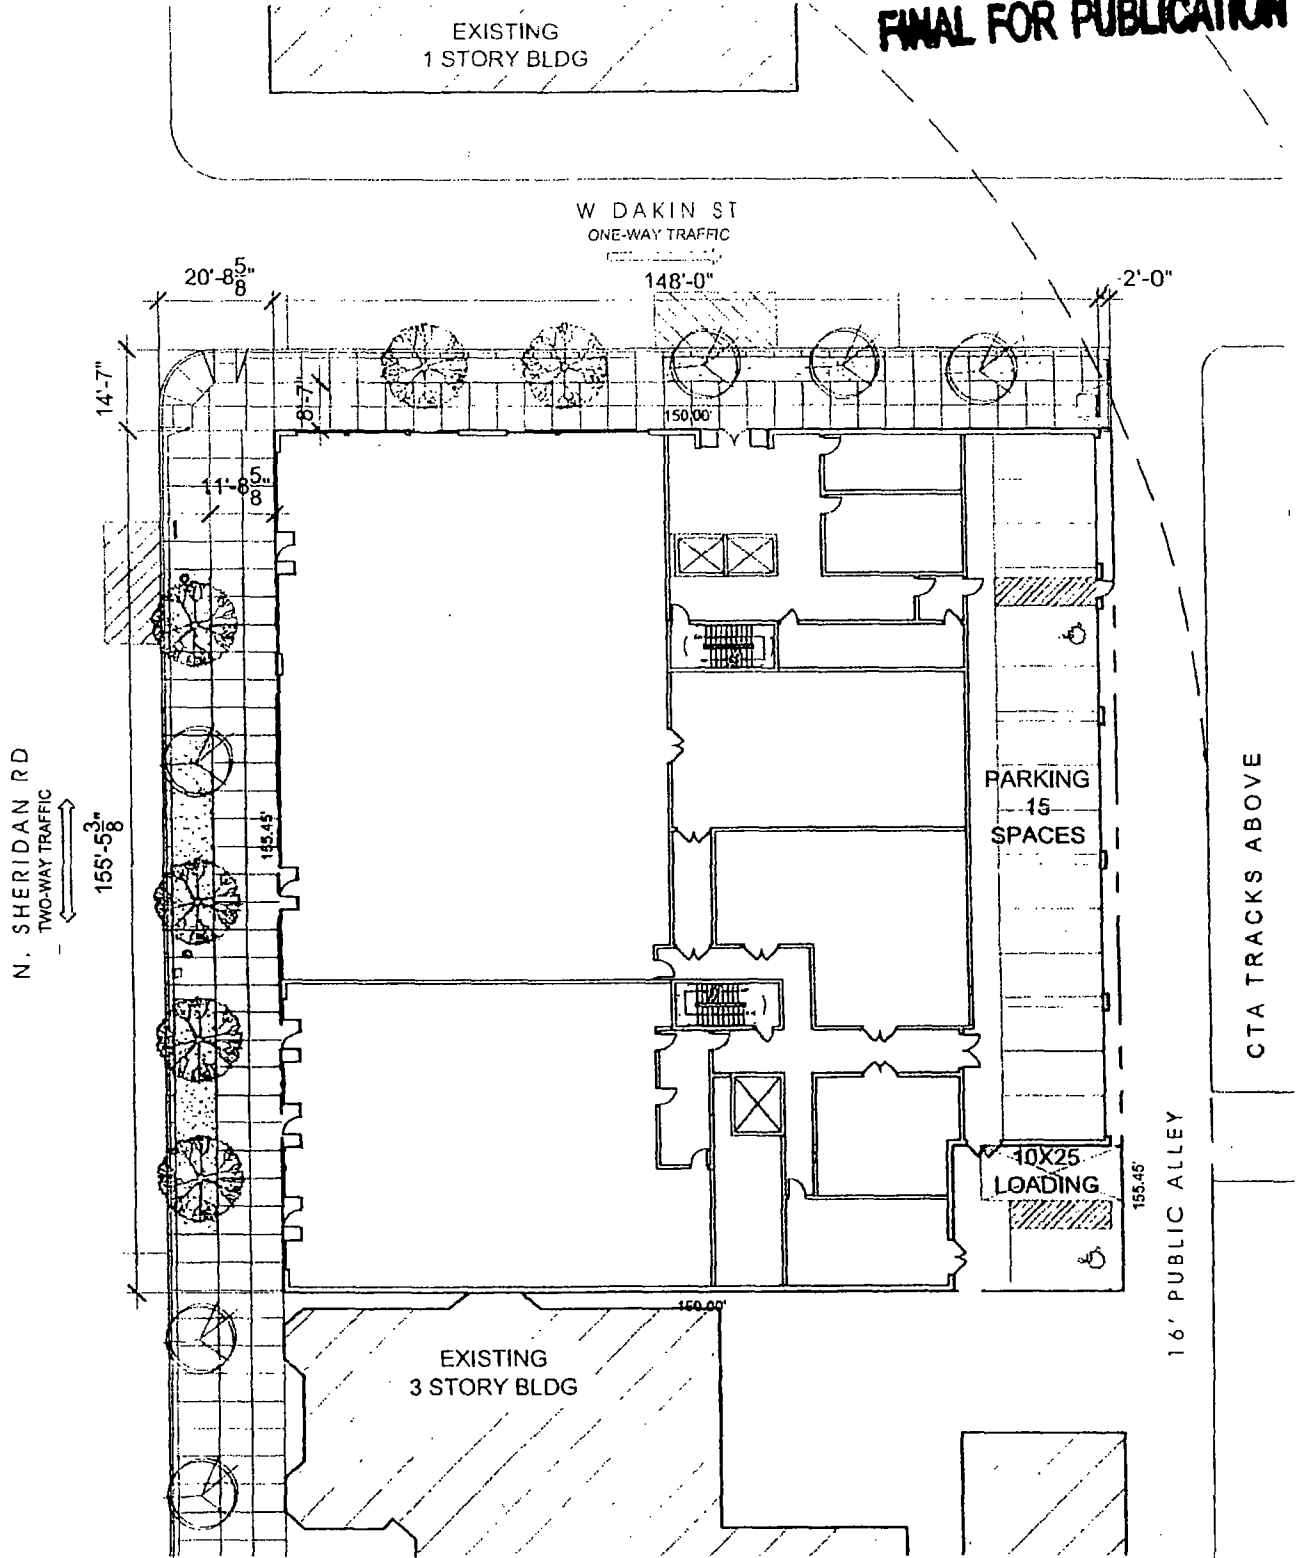 FINAL FOR PUBLICATION
EXISTING
1 STORY BLDG
W DAKIN ST
ONE-WAY TRAFFIC
20'-8 5/8"
148'-0"
2'-0"
14'-7"
8'-7"
150.00'
11'-8 5/8"
N. SHERIDAN RD
TWO-WAY TRAFFIC
155'-5 3/8"
155.45'
PARKING
15
SPACES
CTA TRACKS ABOVE
10X25
LOADING
155.45'
16' PUBLIC ALLEY
150.00'
EXISTING
3 STORY BLDG